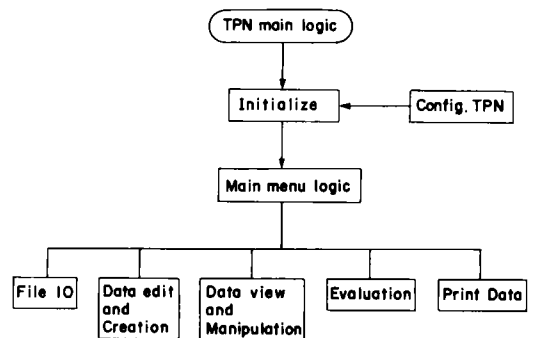 TPN main logic
Initialize
Config. TPN
Main menu logic
File IO
Data edit
and
Creation
Data view
and
Manipulation
Evaluation
Print Data